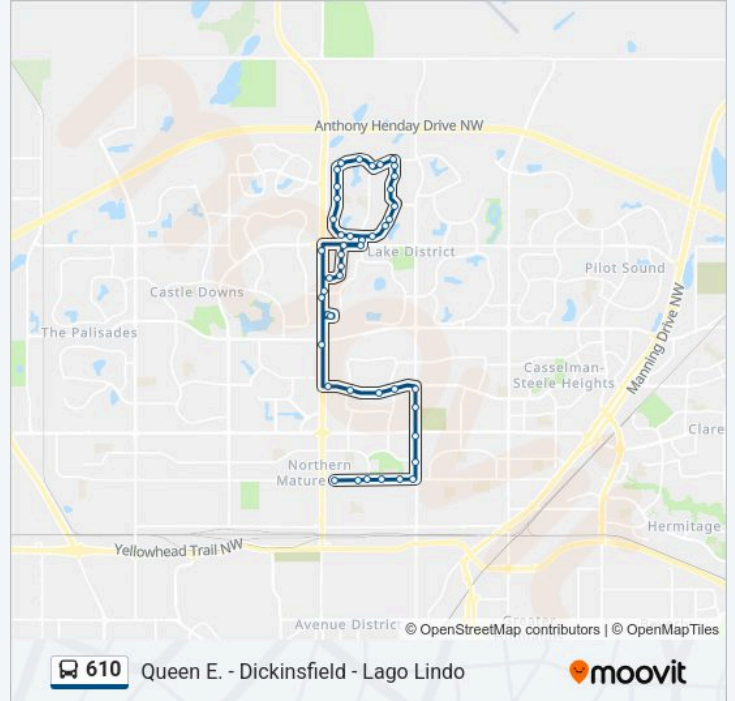 Anthony Henday Drive NW
Lake District
Pilot Sound
Castle Downs
Manning Drive NW
The Palisades
Casselman-
Steele Heights
Clare
Northern
Mature
Hermitage
Yellowhead Trail NW
Avenue District
Greater
© OpenStreetMap contributors | © OpenMapTiles
610 Queen E. - Dickinsfield - Lago Lindo
moovit